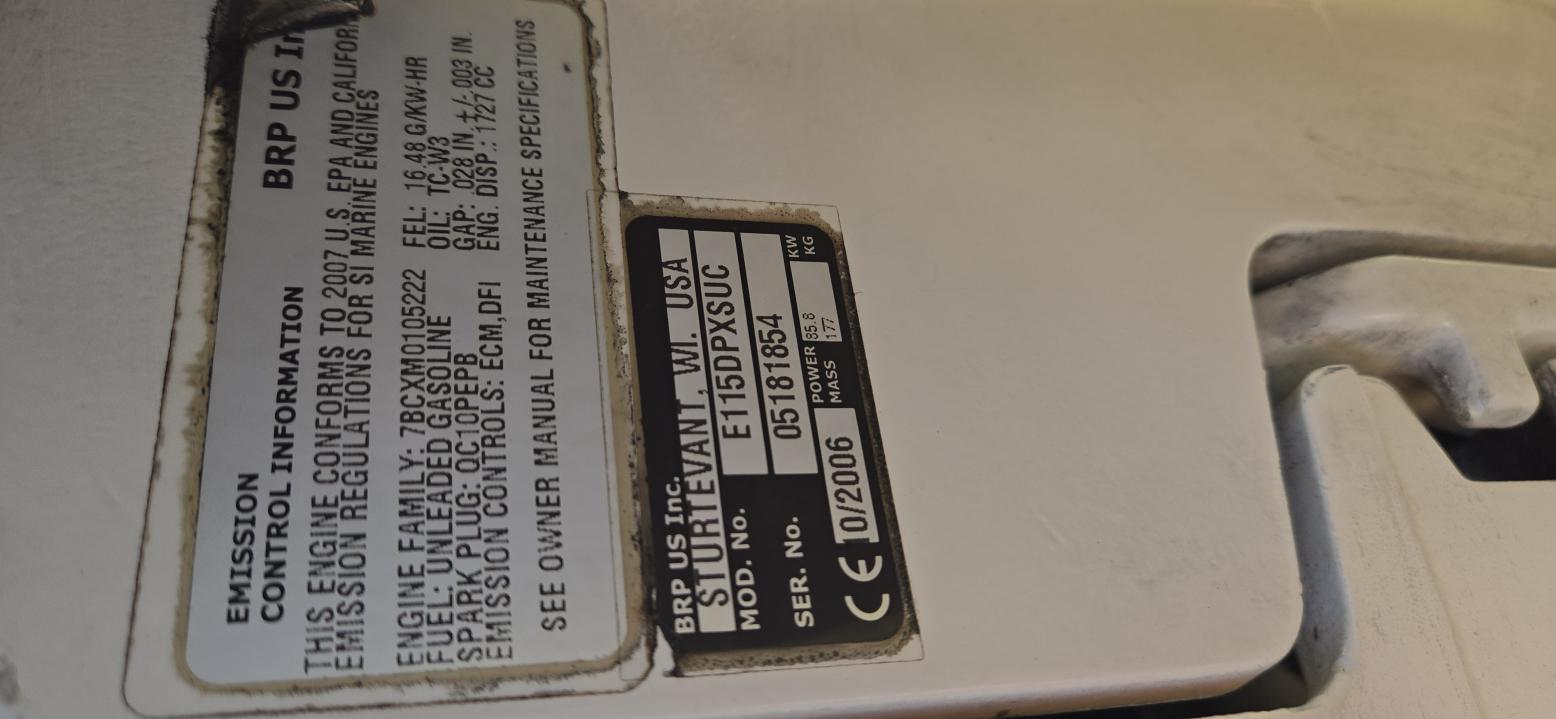 EMISSION
CONTROL INFORMATION
BRP US In
THIS ENGINE CONFORMS TO 2007 U.S. EPA AND CALIFOR
EMISSION REGULATIONS FOR SI MARINE ENGINES
ENGINE FAMILY: 7BCXM0105222 FEL: 16.48 G/KW-HR
FUEL: UNLEADED GASOLINE OIL: TC-W3
SPARK PLUG: QC10PEPB GAP: .028 IN. +/-.003 IN.
EMISSION CONTROLS: ECM,DFI ENG. DISP.: 1727 CC
SEE OWNER MANUAL FOR MAINTENANCE SPECIFICATIONS
BRP US Inc.
STURTEVANT, WI. USA
MOD. No. E115DPXSUC
SER. No. 05181854
CE 10/2006 POWER 85.8 KW
MASS 177 KG